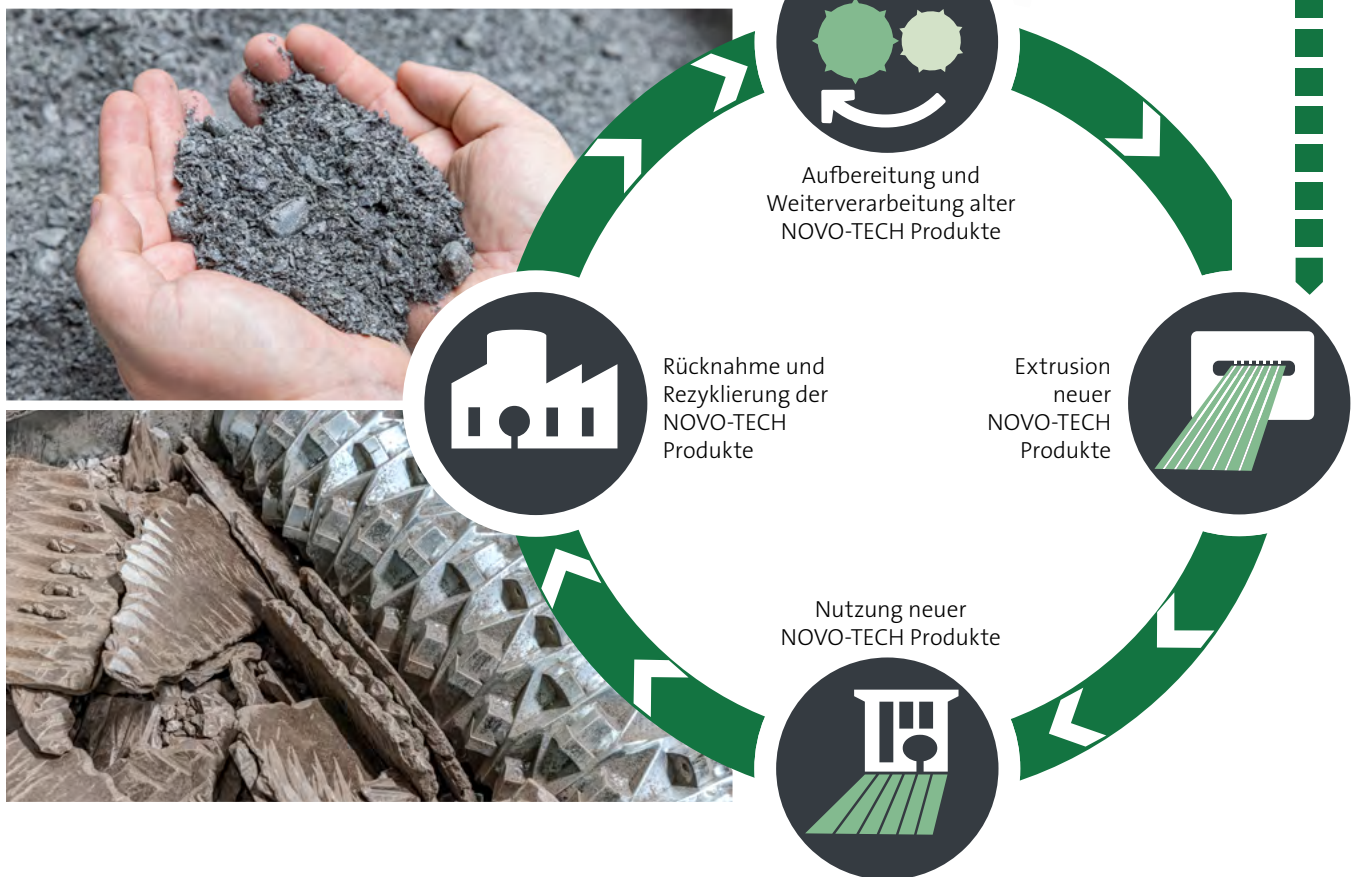 Aufbereitung und
Weiterverarbeitung alter
NOVO-TECH Produkte
Rücknahme und
Rezyklierung der
NOVO-TECH
Produkte
Extrusion
neuer
NOVO-TECH
Produkte
Nutzung neuer
NOVO-TECH Produkte